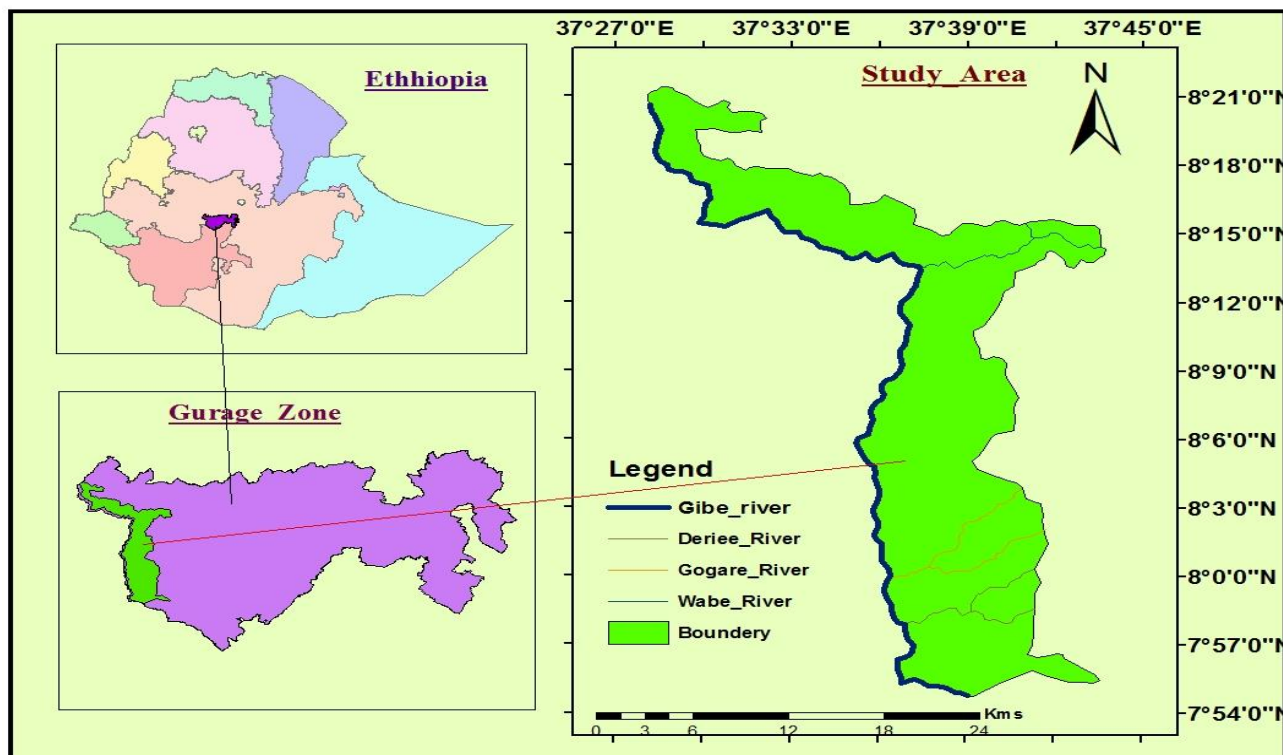 Ethhiopia
Gurage Zone
37°27'0"E 37°33'0"E 37°39'0"E 37°45'0"E
Study_Area
N
8°21'0"N
8°18'0"N
8°15'0"N
8°12'0"N
8°9'0"N
8°6'0"N
8°3'0"N
8°0'0"N
7°57'0"N
7°54'0"N
Legend
Gibe_river
Deriee_River
Gogare_River
Wabe_River
Boundery
Kms
0 3 6 12 18 24